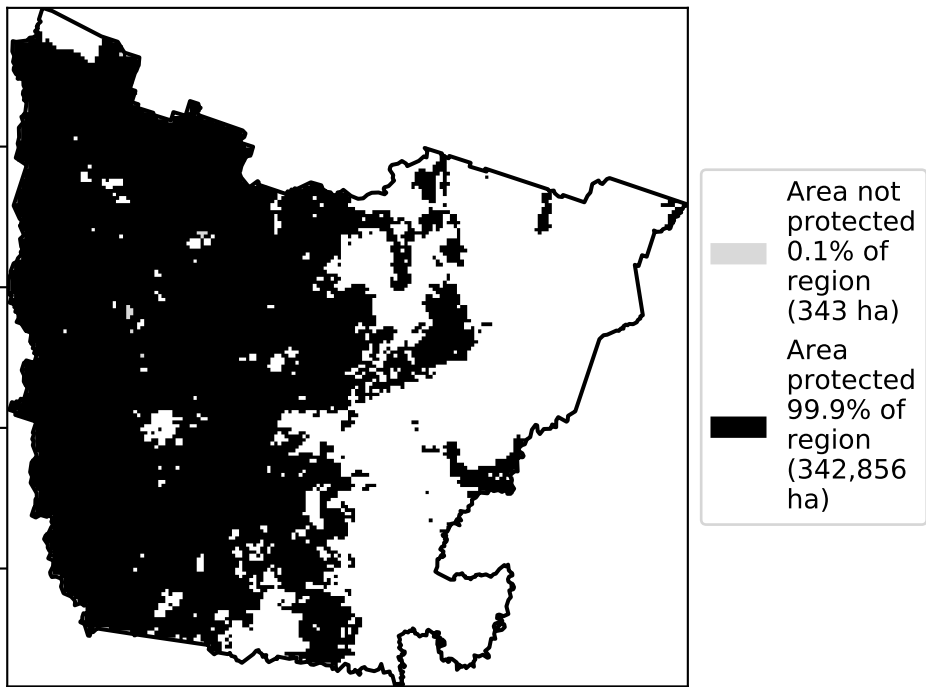 Area not
protected
0.1% of
region
(343 ha)
Area
protected
99.9% of
region
(342,856
ha)